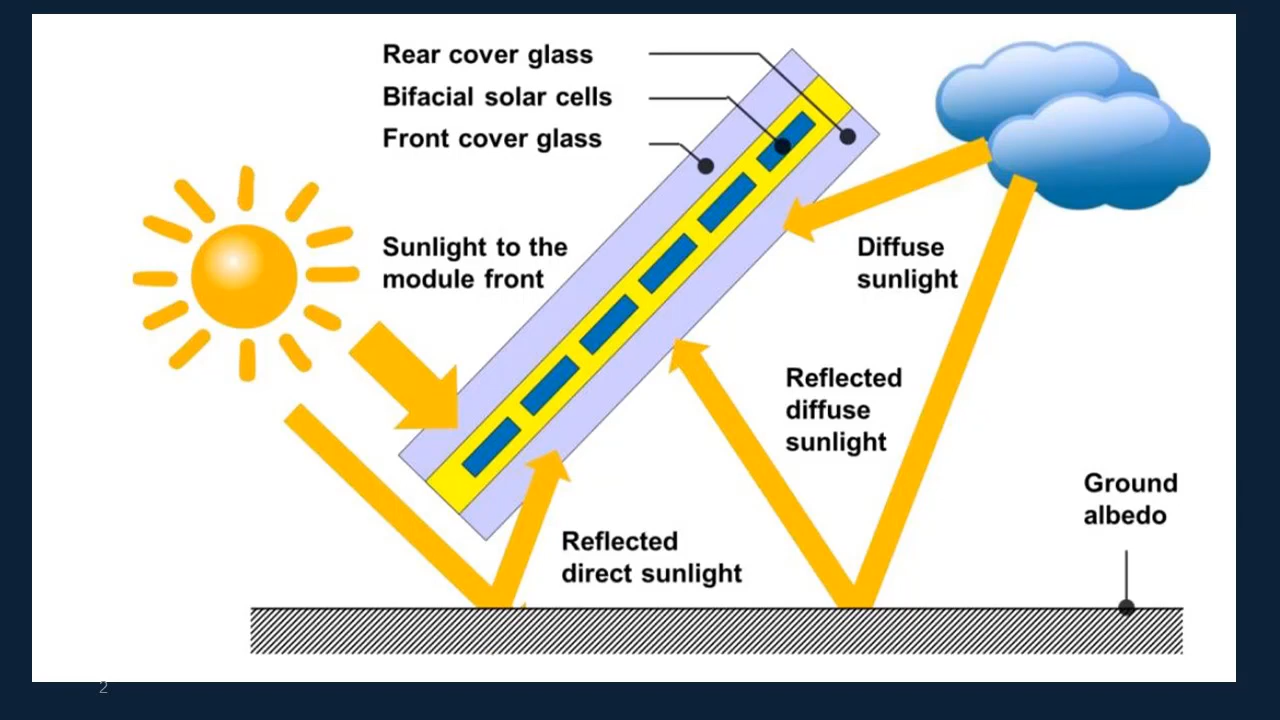 Rear cover glass
Bifacial solar cells
Front cover glass
Sunlight to the
module front
Diffuse
sunlight
Reflected
diffuse
sunlight
Ground
albedo
Reflected
direct sunlight
2